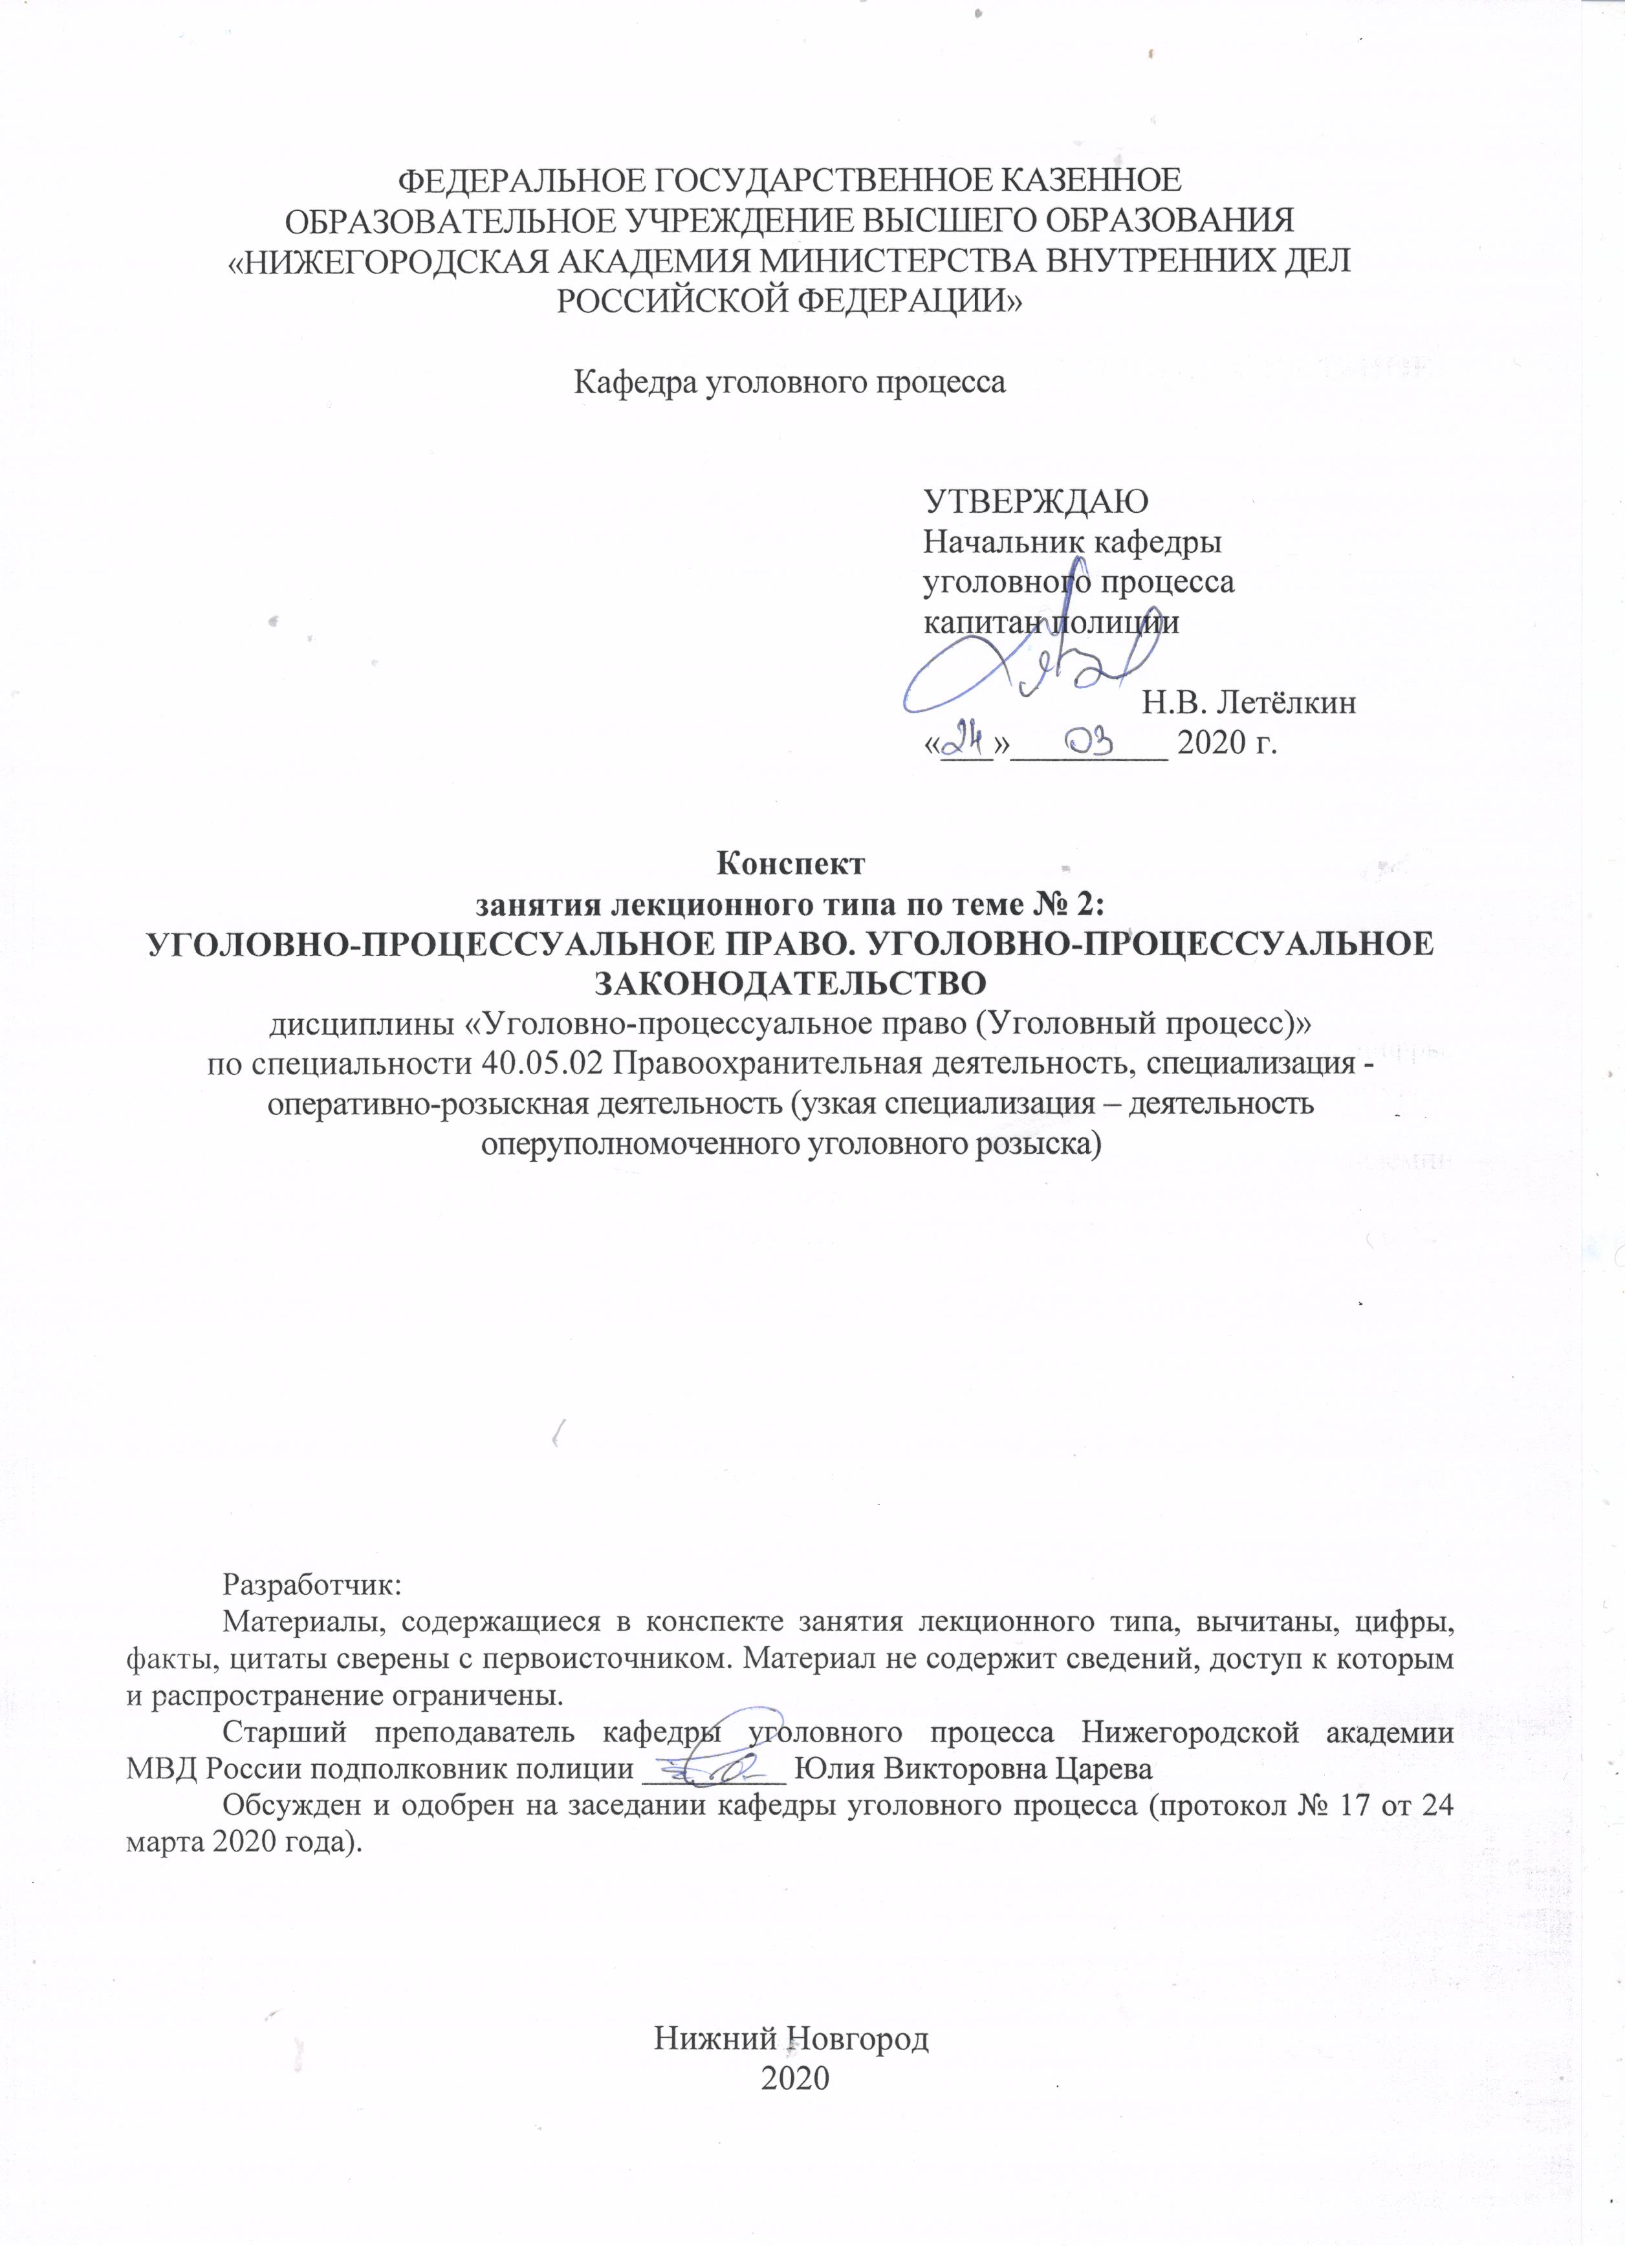 ФЕДЕРАЛЬНОЕ ГОСУДАРСТВЕННОЕ КАЗЕННОЕ
ОБРАЗОВАТЕЛЬНОЕ УЧРЕЖДЕНИЕ ВЫСШЕГО ОБРАЗОВАНИЯ
«НИЖЕГОРОДСКАЯ АКАДЕМИЯ МИНИСТЕРСТВА ВНУТРЕННИХ ДЕЛ
РОССИЙСКОЙ ФЕДЕРАЦИИ»
Кафедра уголовного процесса
УТВЕРЖДАЮ
Начальник кафедры
уголовного процесса
капитан полиции
Н.В. Летёлкин
«24» 03 2020 г.
Конспект
занятия лекционного типа по теме № 2:
УГОЛОВНО-ПРОЦЕССУАЛЬНОЕ ПРАВО. УГОЛОВНО-ПРОЦЕССУАЛЬНОЕ
ЗАКОНОДАТЕЛЬСТВО
дисциплины «Уголовно-процессуальное право (Уголовный процесс)»
по специальности 40.05.02 Правоохранительная деятельность, специализация -
оперативно-розыскная деятельность (узкая специализация – деятельность
оперуполномоченного уголовного розыска)
Разработчик:
Материалы, содержащиеся в конспекте занятия лекционного типа, вычитаны, цифры,
факты, цитаты сверены с первоисточником. Материал не содержит сведений, доступ к которым
и распространение ограничены.
Старший преподаватель кафедры уголовного процесса Нижегородской академии
МВД России подполковник полиции __________ Юлия Викторовна Царева
Обсужден и одобрен на заседании кафедры уголовного процесса (протокол № 17 от 24
марта 2020 года).
Нижний Новгород
2020